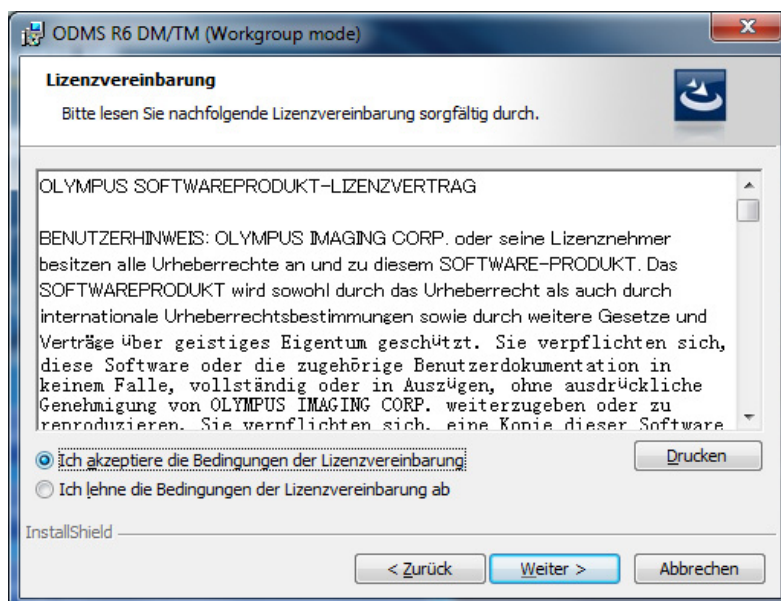 ODMS R6 DM/TM (Workgroup mode)
Lizenzvereinbarung
Bitte lesen Sie nachfolgende Lizenzvereinbarung sorgfältig durch.
OLYMPUS SOFTWAREPRODUKT-LIZENZVERTRAG
BENUTZERHINWEIS: OLYMPUS IMAGING CORP. oder seine Lizenznehmer
besitzen alle Urheberrechte an und zu diesem SOFTWARE-PRODUKT. Das
SOFTWAREPRODUKT wird sowohl durch das Urheberrecht als auch durch
internationale Urheberrechtsbestimmungen sowie durch weitere Gesetze und
Verträge über geistiges Eigentum geschützt. Sie verpflichten sich,
diese Software oder die zugehörige Benutzerdokumentation in
keinem Falle, vollständig oder in Auszügen, ohne ausdrückliche
Genehmigung von OLYMPUS IMAGING CORP. weiterzugeben oder zu
reproduzieren. Sie verpflichten sich, eine Kopie dieser Software
Ich akzeptiere die Bedingungen der Lizenzvereinbarung
Drucken
Ich lehne die Bedingungen der Lizenzvereinbarung ab
InstallShield
< Zurück
Weiter >
Abbrechen